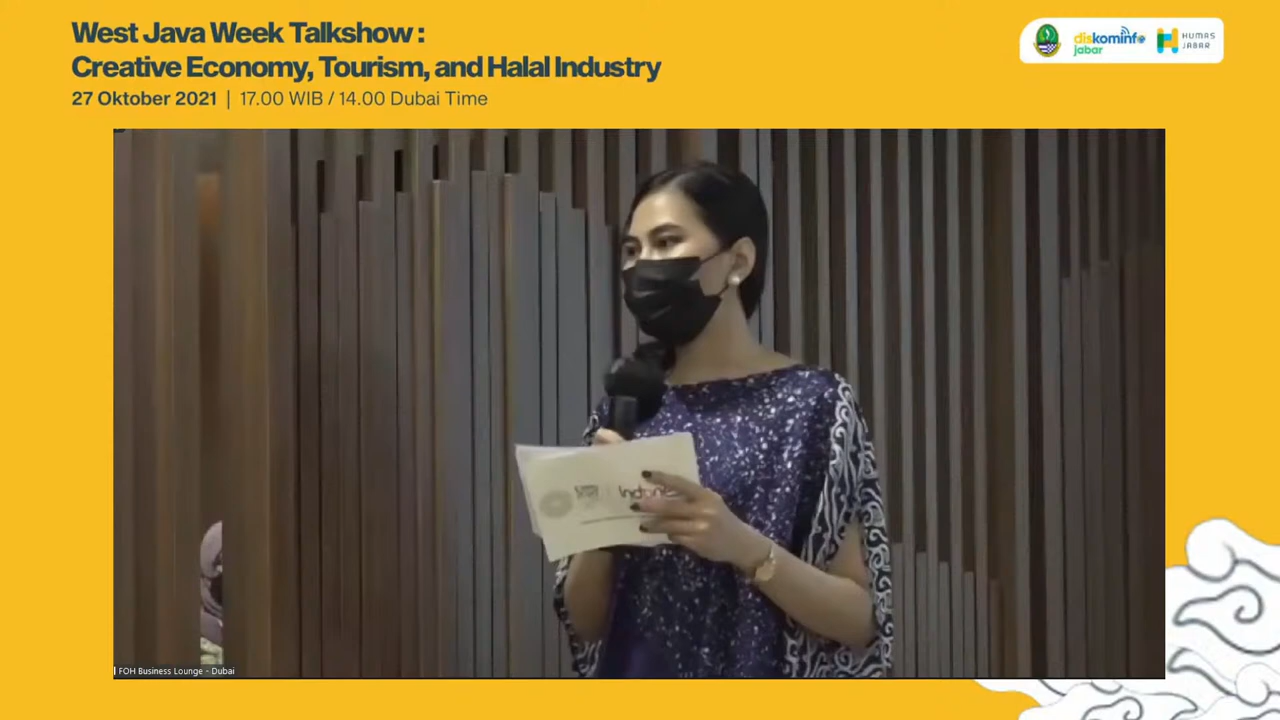 West Java Week Talkshow :
Creative Economy, Tourism, and Halal Industry
27 Oktober 2021 | 17.00 WIB / 14.00 Dubai Time
diskominfo
jabar
HUMAS
JABAR
FOH Business Lounge - Dubai